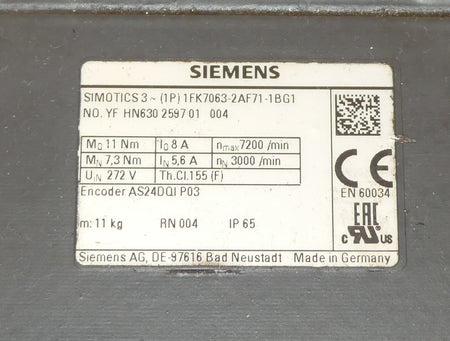 SIEMENS
SIMOTICS 3 ~ (1P) 1FK7063-2AF71-1BG1
NO. YF HN630 2597 01 004
M₀ 11 Nm I₀ 8 A nmax 7200 /min
MN 7,3 Nm IN 5,6 A nN 3000 /min
UIN 272 V Th.Cl.155 (F)
Encoder AS24DQI P03
CE
EN 60034
m: 11 kg RN 004 IP 65
EAC
c RU US
Siemens AG, DE-97616 Bad Neustadt Made in Germany